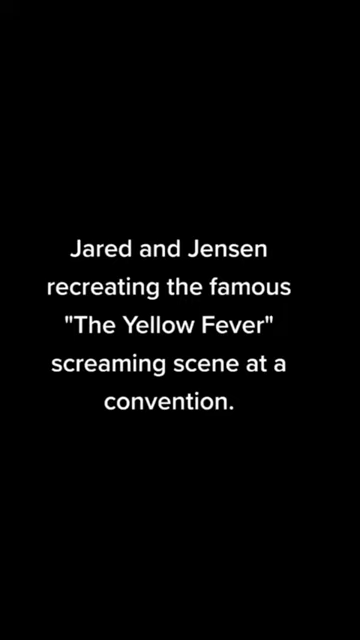 Jared and Jensen
recreating the famous
"The Yellow Fever"
screaming scene at a
convention.